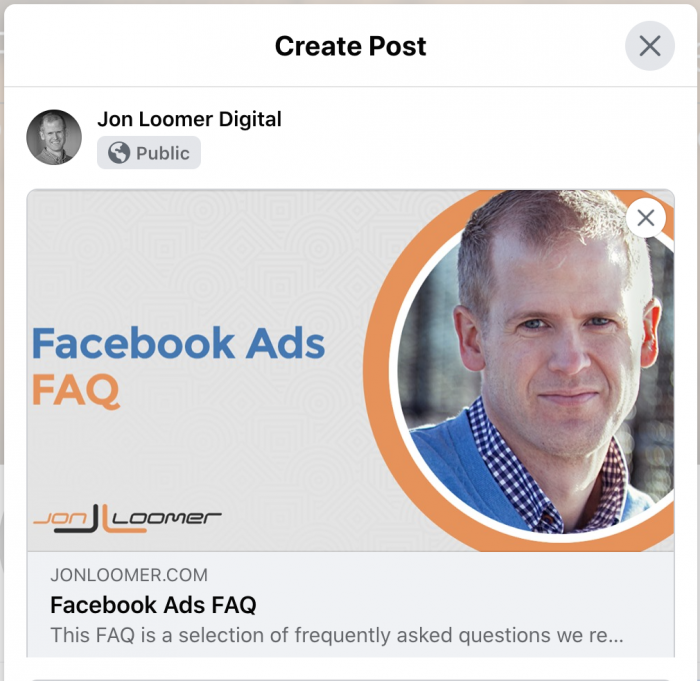 Create Post
Jon Loomer Digital
Public
Facebook Ads
FAQ
JON LOOMER
JONLOOMER.COM
Facebook Ads FAQ
This FAQ is a selection of frequently asked questions we re...